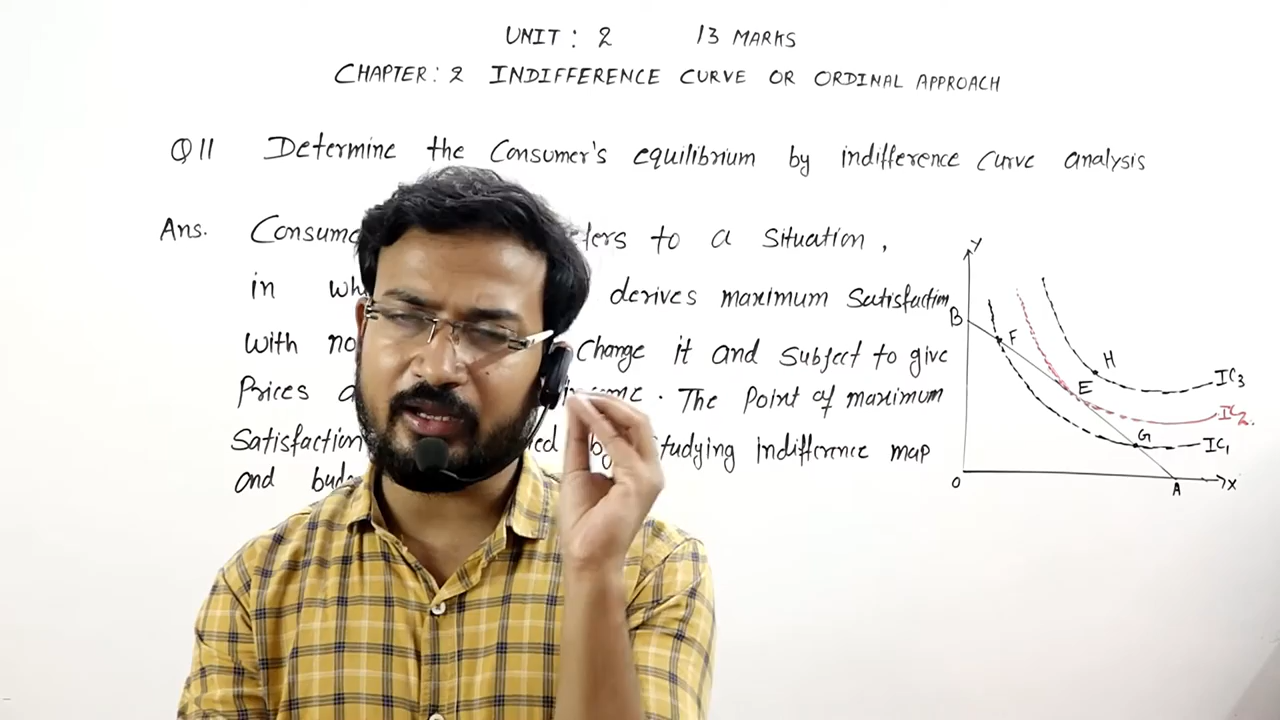 UNIT: 2 13 MARKS
CHAPTER: 2 INDIFFERENCE CURVE OR ORDINAL APPROACH
Q11 Determine the Consumer's equilibrium by indifference Curve analysis
Ans. to a Situation,
in derives maximum Satisfaction
With no Change it and Subject to give
Prices . The Point of maximum
Satisfaction by indifference map
and
Y
B
F
H
E
G
IC3
IC2.
IC1
O
A
X